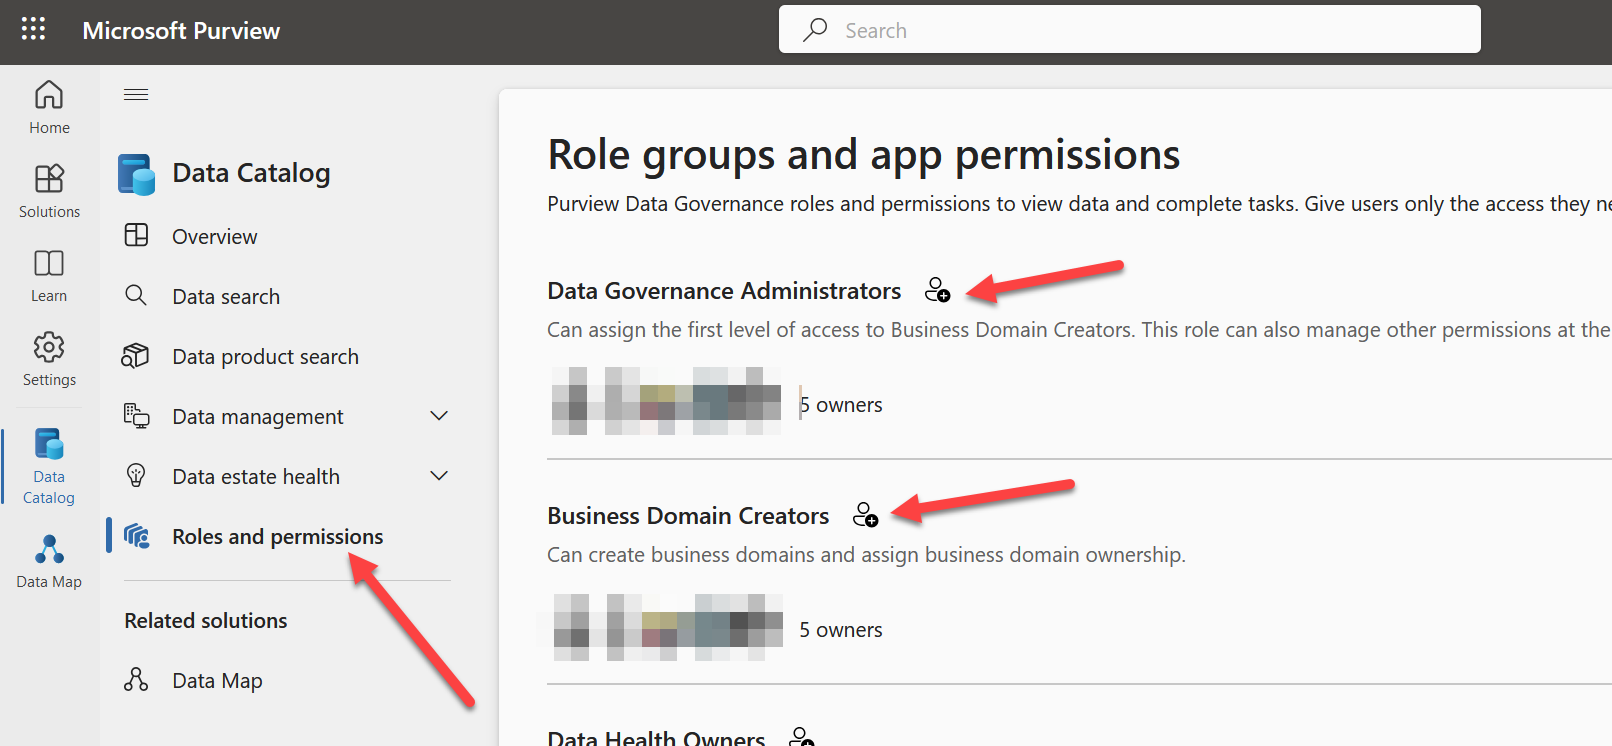 Microsoft Purview
Search
Home
Solutions
Learn
Settings
Data
Catalog
Data Map
Data Catalog
Overview
Data search
Data product search
Data management
Data estate health
Roles and permissions
Related solutions
Data Map
Role groups and app permissions
Purview Data Governance roles and permissions to view data and complete tasks. Give users only the access they
Data Governance Administrators
Can assign the first level of access to Business Domain Creators. This role can also manage other permissions at the
5 owners
Business Domain Creators
Can create business domains and assign business domain ownership.
5 owners
Data Health Owners